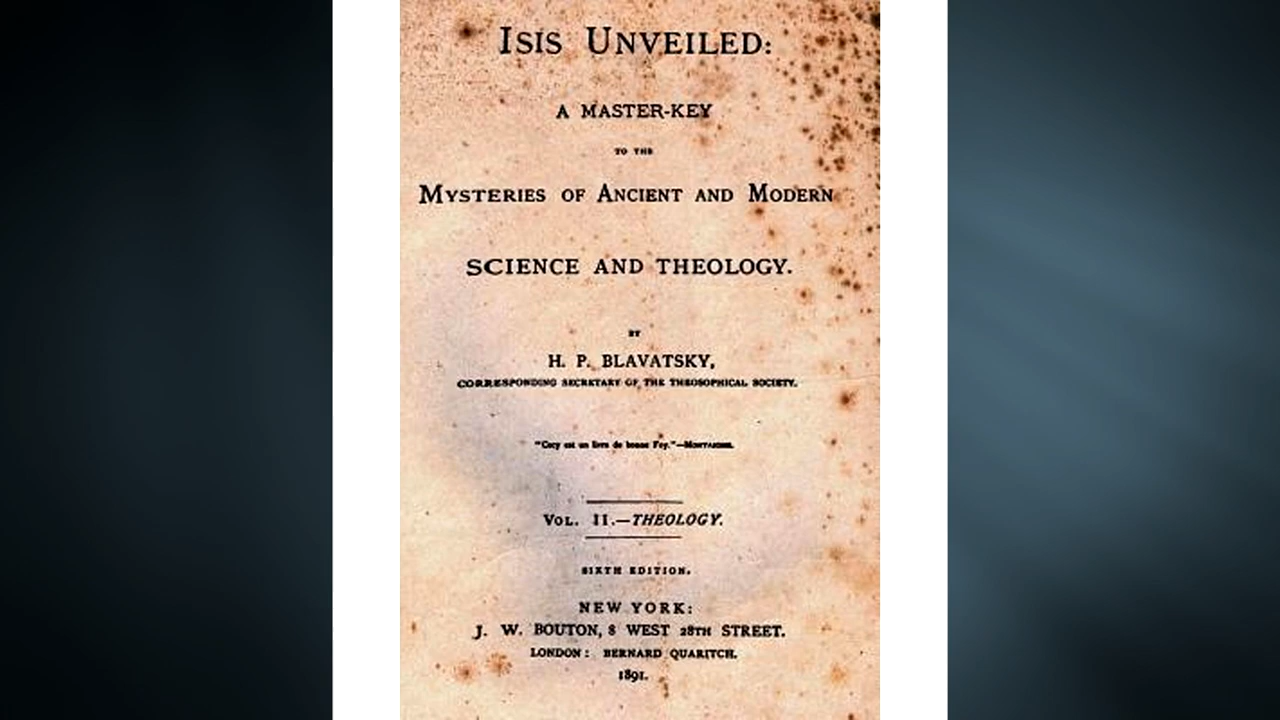 ISIS UNVEILED:
A MASTER-KEY
TO THE
MYSTERIES OF ANCIENT AND MODERN
SCIENCE AND THEOLOGY.
BY
H. P. BLAVATSKY,
CORRESPONDING SECRETARY OF THE THEOSOPHICAL SOCIETY.
"Cecy est un livre de bonne Foy."—MONTAIGNE.
VOL. II.—THEOLOGY.
SIXTH EDITION.
NEW YORK:
J. W. BOUTON, 8 WEST 28TH STREET.
LONDON: BERNARD QUARITCH.
1891.